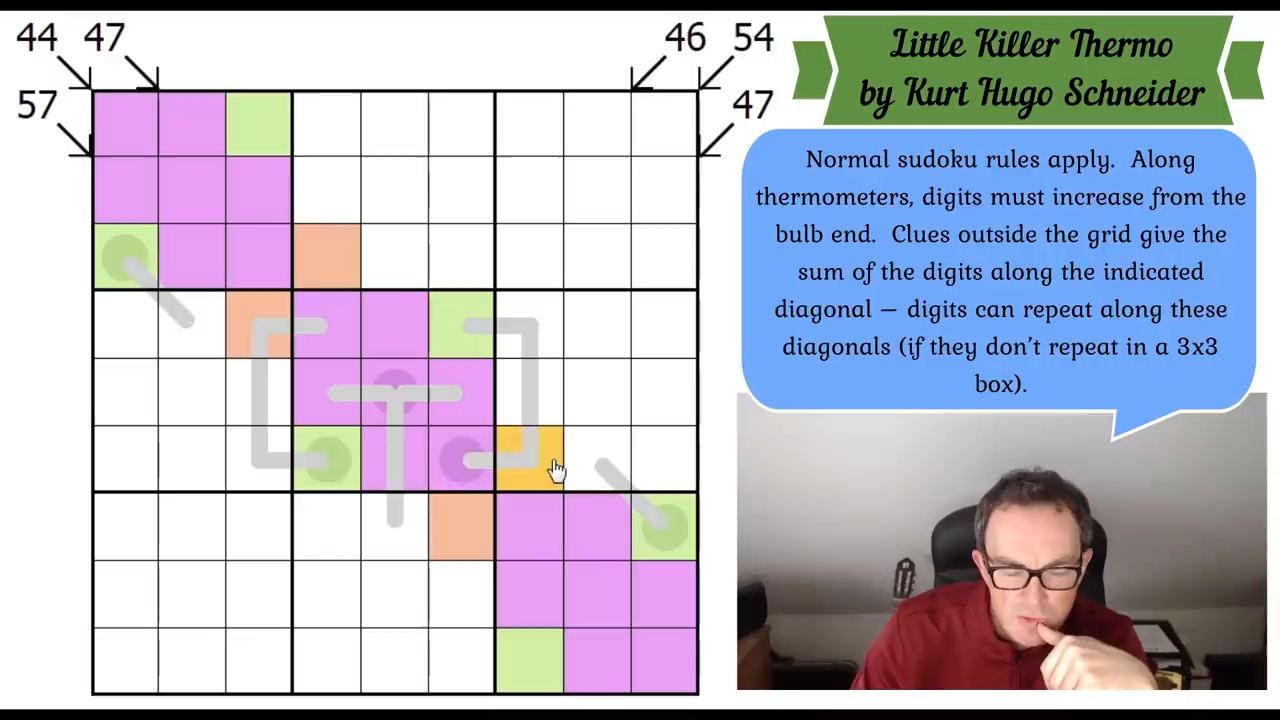 44 47
46 54
57
47
Little Killer Thermo
by Kurt Hugo Schneider
Normal sudoku rules apply. Along
thermometers, digits must increase from the
bulb end. Clues outside the grid give the
sum of the digits along the indicated
diagonal – digits can repeat along these
diagonals (if they don't repeat in a 3x3
box).